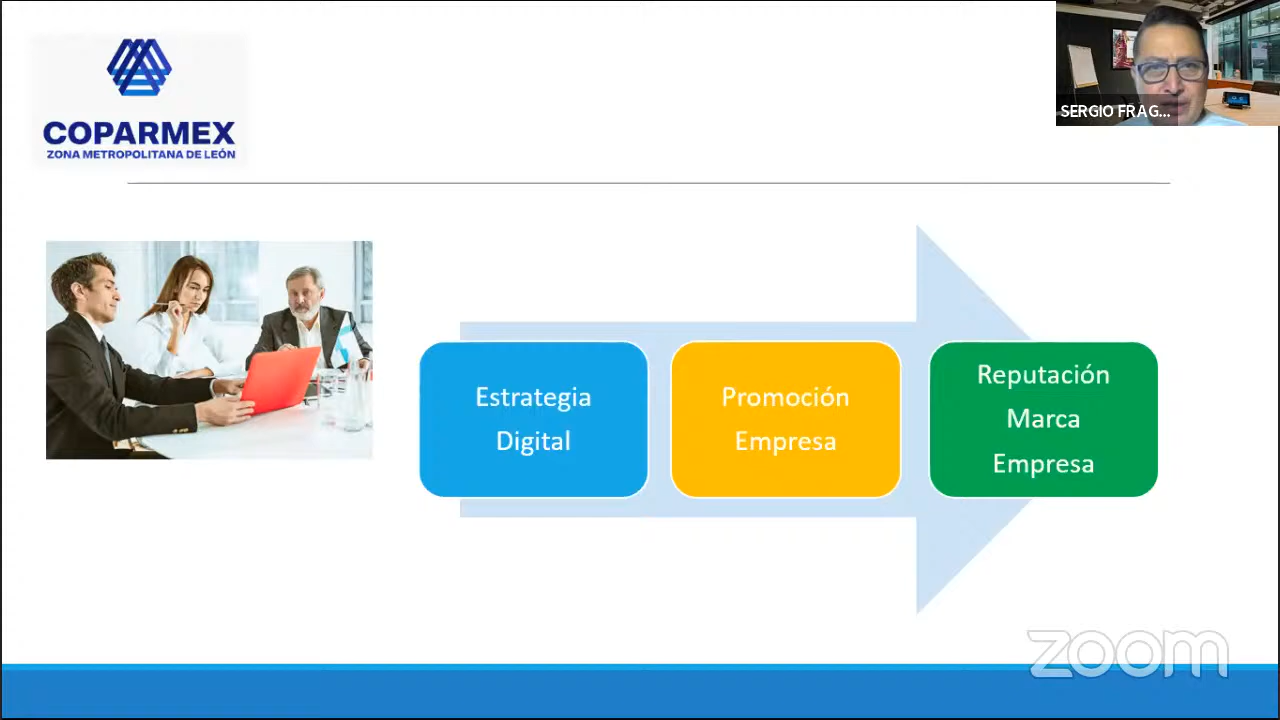 COPARMEX
ZONA METROPOLITANA DE LEÓN
SERGIO FRAG...
Estrategia
Digital
Promoción
Empresa
Reputación
Marca
Empresa
zoom